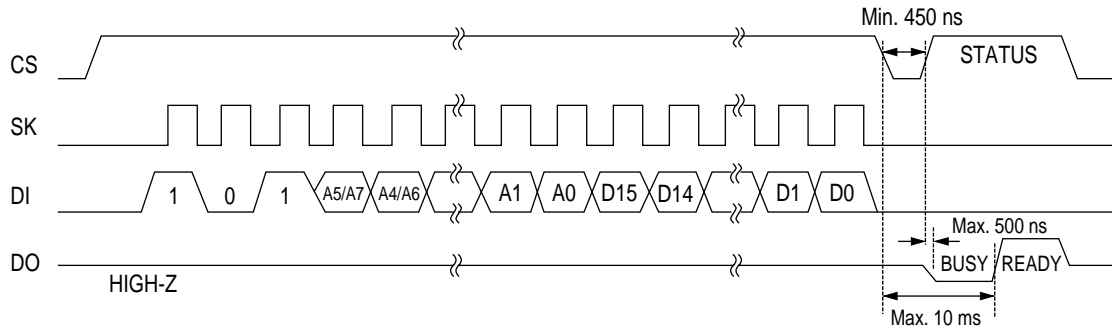 Min. 450 ns
CS
STATUS
SK
DI
1
0
1
A5/A7
A4/A6
A1
A0
D15
D14
D1
D0
Max. 500 ns
DO
BUSY
READY
HIGH-Z
Max. 10 ms